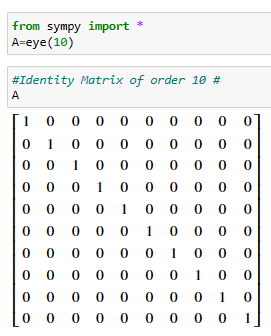 from sympy import *
A=eye(10)
#Identity Matrix of order 10 #
A
1 0 0 0 0 0 0 0 0 0
0 1 0 0 0 0 0 0 0 0
0 0 1 0 0 0 0 0 0 0
0 0 0 1 0 0 0 0 0 0
0 0 0 0 1 0 0 0 0 0
0 0 0 0 0 1 0 0 0 0
0 0 0 0 0 0 1 0 0 0
0 0 0 0 0 0 0 1 0 0
0 0 0 0 0 0 0 0 1 0
0 0 0 0 0 0 0 0 0 1